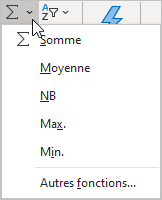 Σ
A
Z
Σ Somme
Moyenne
NB
Max.
Min.
Autres fonctions...